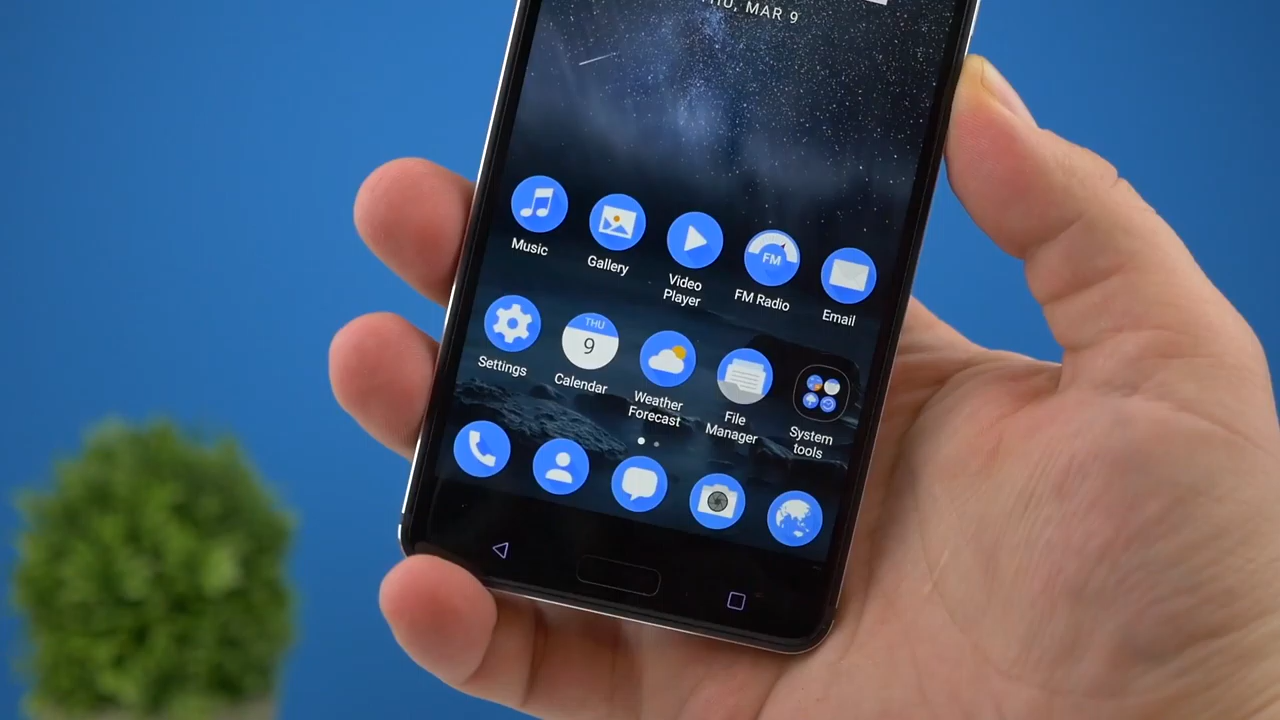 THU, MAR 9
Music
Gallery
Video
Player
FM
FM Radio
Email
Settings
THU
9
Calendar
Weather
Forecast
File
Manager
System
tools